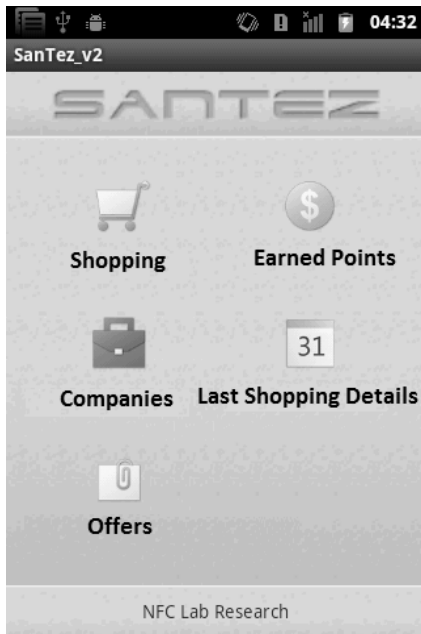 04:32
SanTez_v2
SANTEZ
$
Shopping
Earned Points
31
Companies
Last Shopping Details
Offers
NFC Lab Research